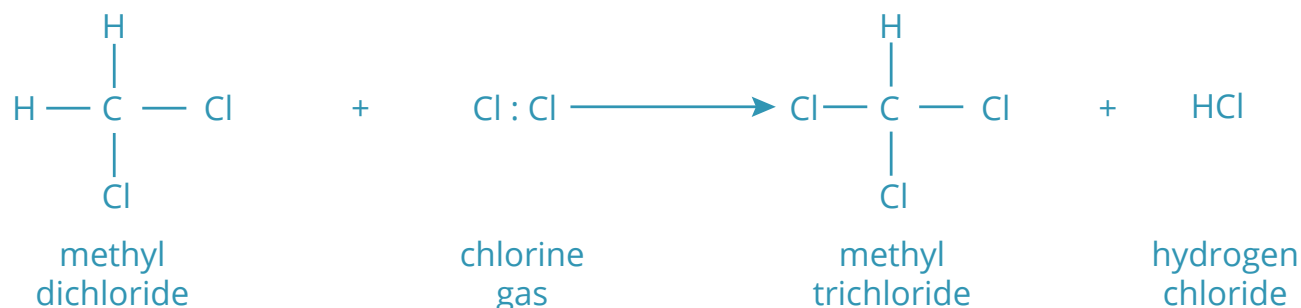 H H
H C Cl + Cl : Cl Cl C Cl + HCl
Cl Cl
methyl chlorine methyl hydrogen
dichloride gas trichloride chloride